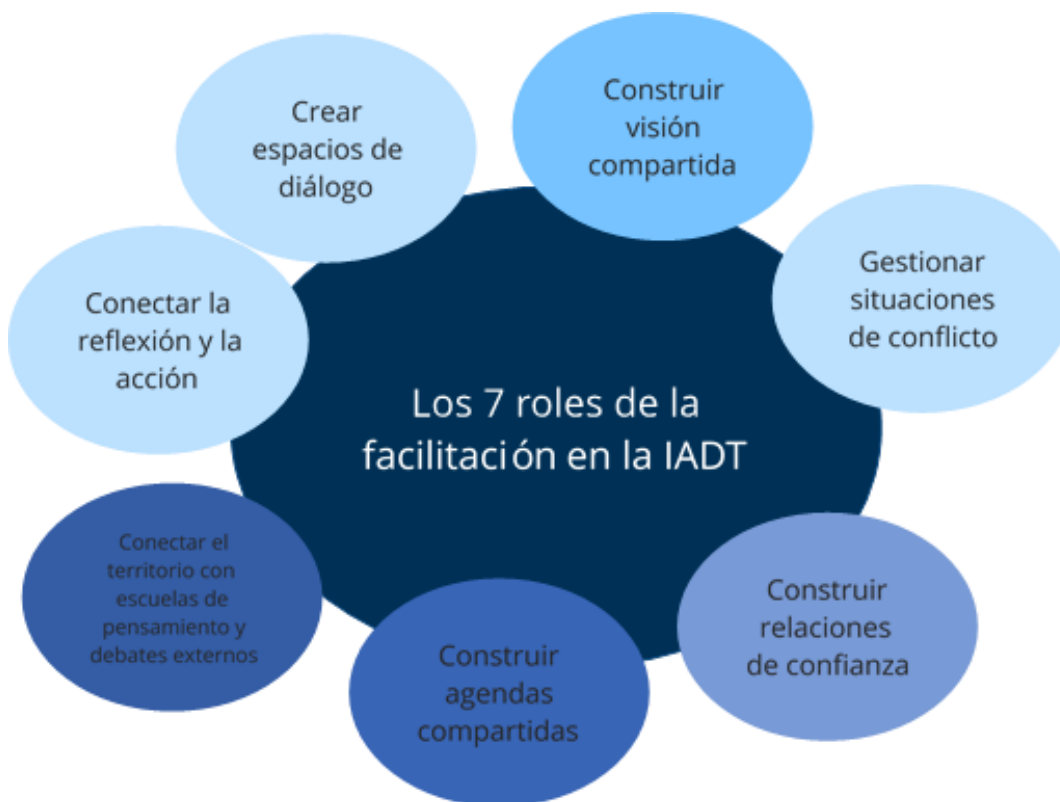 Crear
espacios de
diálogo
Construir
visión
compartida
Gestionar
situaciones
de conflicto
Conectar la
reflexión y la
acción
Los 7 roles de la
facilitación en la IADT
Conectar el
territorio con
escuelas de
pensamiento y
debates externos
Construir
agendas
compartidas
Construir
relaciones
de confianza